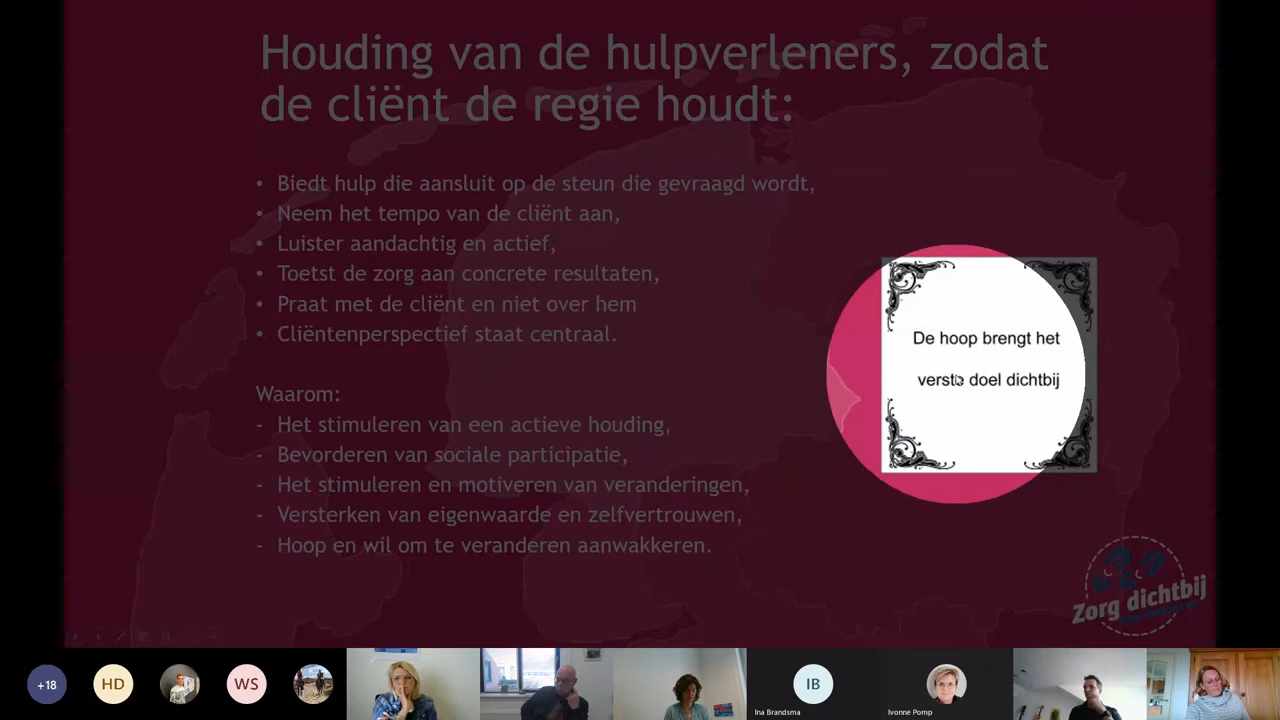 Houding van de hulpverleners, zodat
de cliënt de regie houdt:
• Biedt hulp die aansluit op de steun die gevraagd wordt,
• Neem het tempo van de cliënt aan,
• Luister aandachtig en actief,
• Toetst de zorg aan concrete resultaten,
• Praat met de cliënt en niet over hem
• Cliëntenperspectief staat centraal.
Waarom:
- Het stimuleren van een actieve houding,
- Bevorderen van sociale participatie,
- Het stimuleren en motiveren van veranderingen,
- Versterken van eigenwaarde en zelfvertrouwen,
- Hoop en wil om te veranderen aanwakkeren.
De hoop brengt het
verste doel dichtbij
Zorg dichtbij
+18
HD
WS
IB
Ina Brandsma
Ivonne Pomp